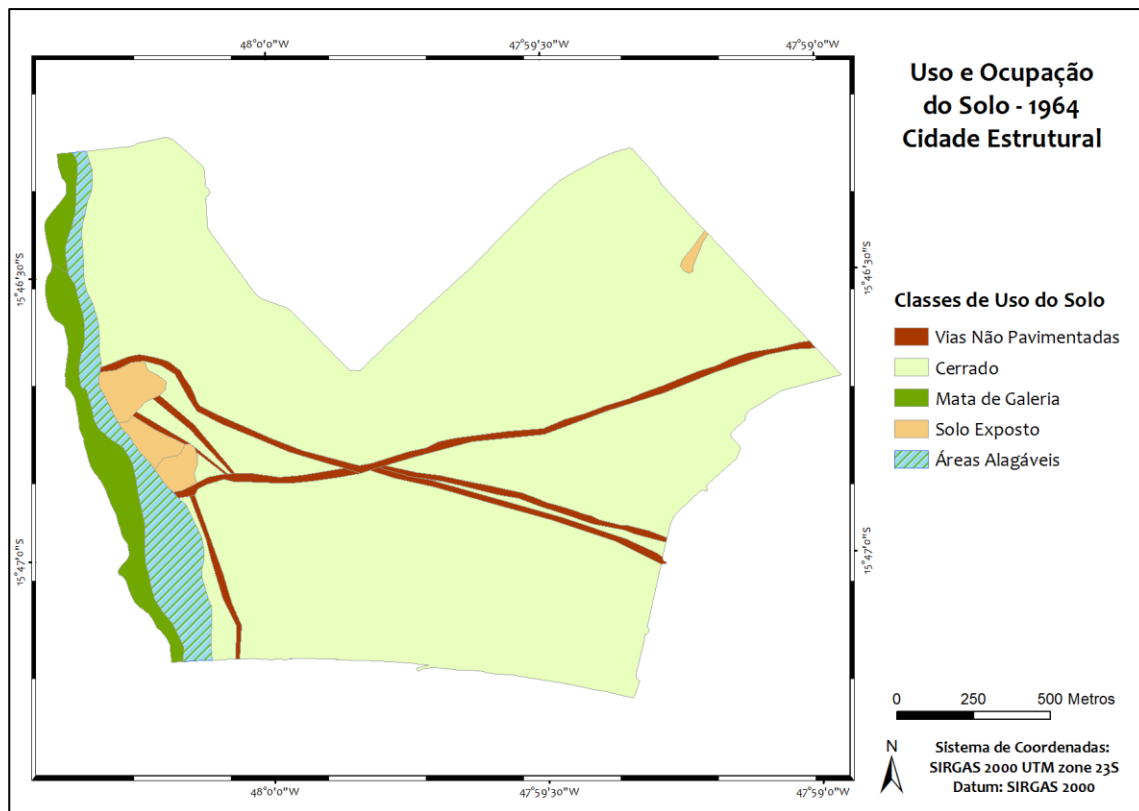 48°0'0"W
47°59'30"W
47°59'0"W
Uso e Ocupação
do Solo - 1964
Cidade Estrutural
15°46'30"S
15°46'30"S
Classes de Uso do Solo
Vias Não Pavimentadas
Cerrado
Mata de Galeria
Solo Exposto
Áreas Alagáveis
15°47'0"S
15°47'0"S
0 250 500 Metros
N
Sistema de Coordenadas:
SIRGAS 2000 UTM zone 23S
Datum: SIRGAS 2000
48°0'0"W
47°59'30"W
47°59'0"W